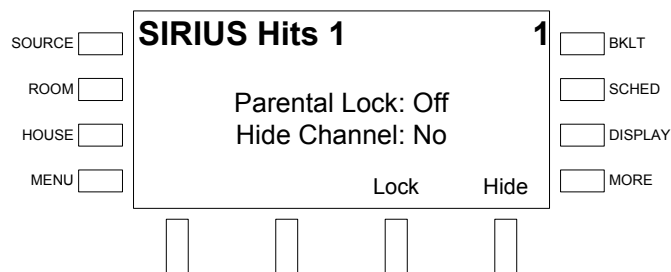 SIRIUS Hits 1 1
SOURCE
BKLT
ROOM
SCHED
Parental Lock: Off
HOUSE
Hide Channel: No
DISPLAY
MENU
Lock Hide
MORE